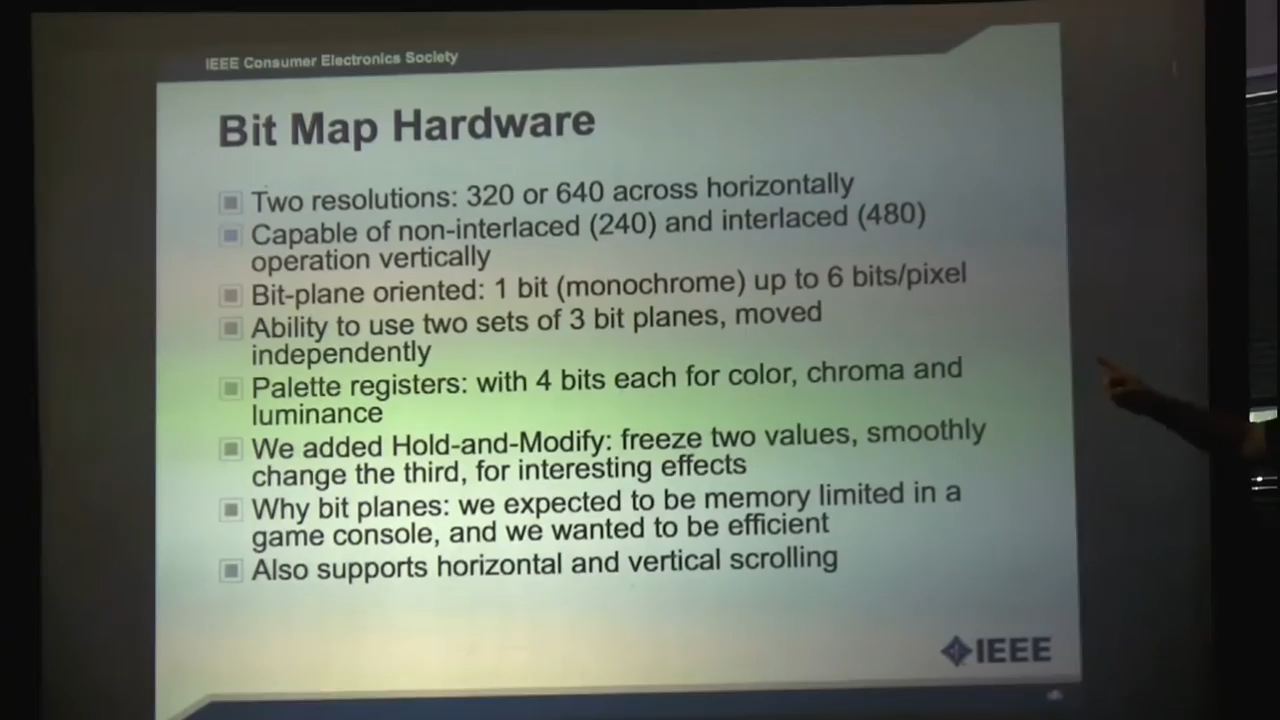 IEEE Consumer Electronics Society
Bit Map Hardware
Two resolutions: 320 or 640 across horizontally
Capable of non-interlaced (240) and interlaced (480)
operation vertically
Bit-plane oriented: 1 bit (monochrome) up to 6 bits/pixel
Ability to use two sets of 3 bit planes, moved
independently
Palette registers: with 4 bits each for color, chroma and
luminance
We added Hold-and-Modify: freeze two values, smoothly
change the third, for interesting effects
Why bit planes: we expected to be memory limited in a
game console, and we wanted to be efficient
Also supports horizontal and vertical scrolling
IEEE